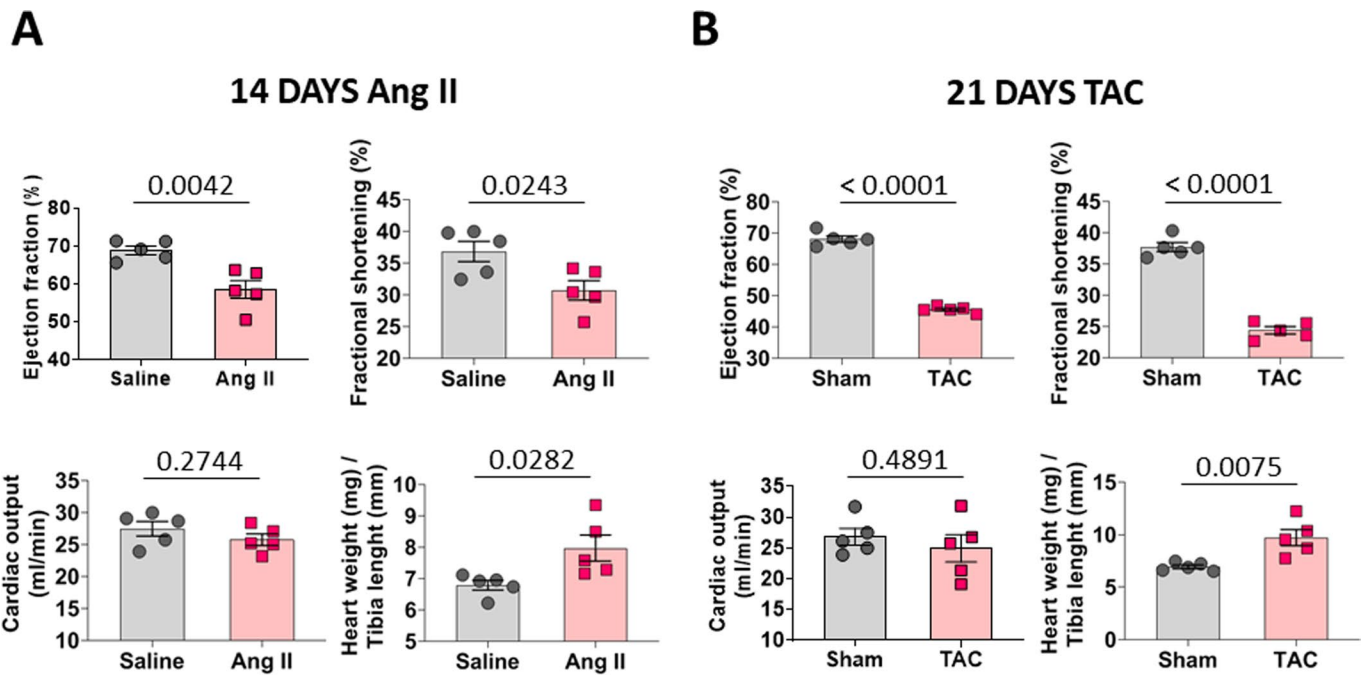 A
B
14 DAYS Ang II
21 DAYS TAC
Ejection fraction (%)
80
70
60
50
40
0.0042
Saline
Ang II
Fractional shortening (%)
45
40
35
30
25
20
0.0243
Saline
Ang II
Ejection fraction (%)
80
70
60
50
40
30
< 0.0001
Sham
TAC
Fractional shortening (%)
45
40
35
30
25
20
< 0.0001
Sham
TAC
Cardiac output
(ml/min)
35
30
25
20
15
10
0.2744
Saline
Ang II
Heart weight (mg) /
Tibia lenght (mm)
10
9
8
7
6
5
0.0282
Saline
Ang II
Cardiac output
(ml/min)
35
30
25
20
15
10
0.4891
Sham
TAC
Heart weight (mg) /
Tibia lenght (mm)
15
10
5
0
0.0075
Sham
TAC